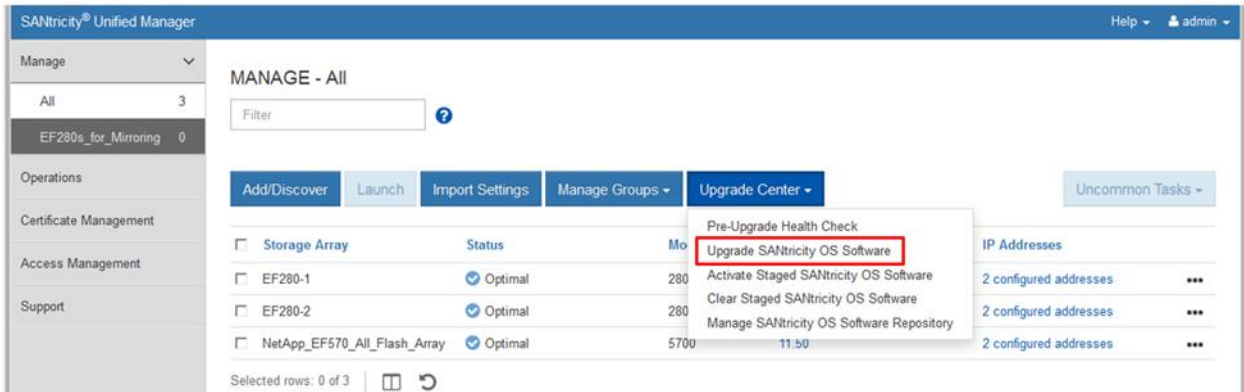 SANtricity® Unified Manager
Help
admin
Manage
All 3
EF280s_for_Mirroring 0
Operations
Certificate Management
Access Management
Support
MANAGE - All
Filter
?
Add/Discover Launch Import Settings Manage Groups Upgrade Center Uncommon Tasks
Pre-Upgrade Health Check
Upgrade SANtricity OS Software
Activate Staged SANtricity OS Software
Clear Staged SANtricity OS Software
Manage SANtricity OS Software Repository
Storage Array Status Mo IP Addresses
EF280-1 Optimal 280 2 configured addresses
EF280-2 Optimal 280 2 configured addresses
NetApp_EF570_All_Flash_Array Optimal 5700 11.50 2 configured addresses
Selected rows: 0 of 3